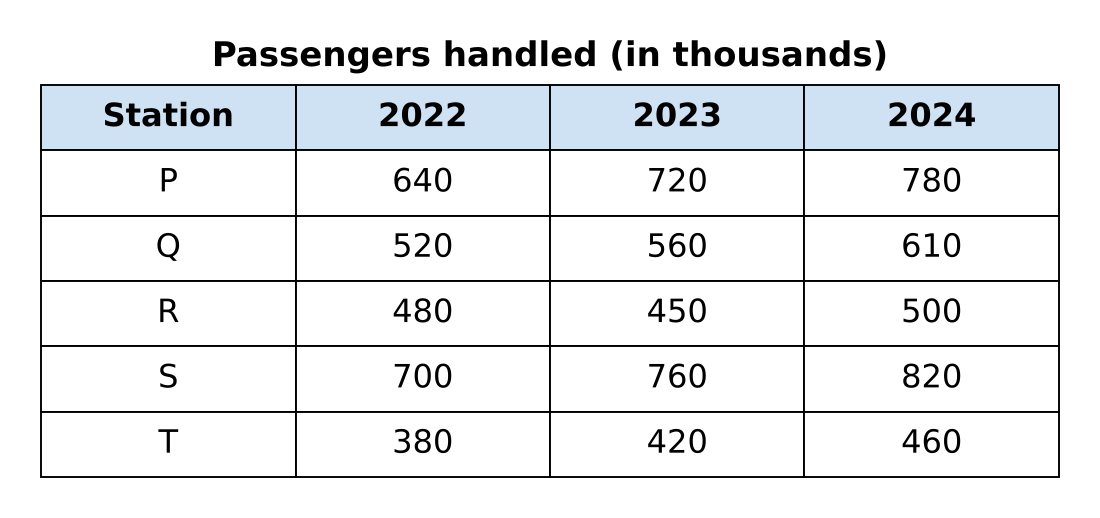 Passengers handled (in thousands)
Station 2022 2023 2024
P 640 720 780
Q 520 560 610
R 480 450 500
S 700 760 820
T 380 420 460